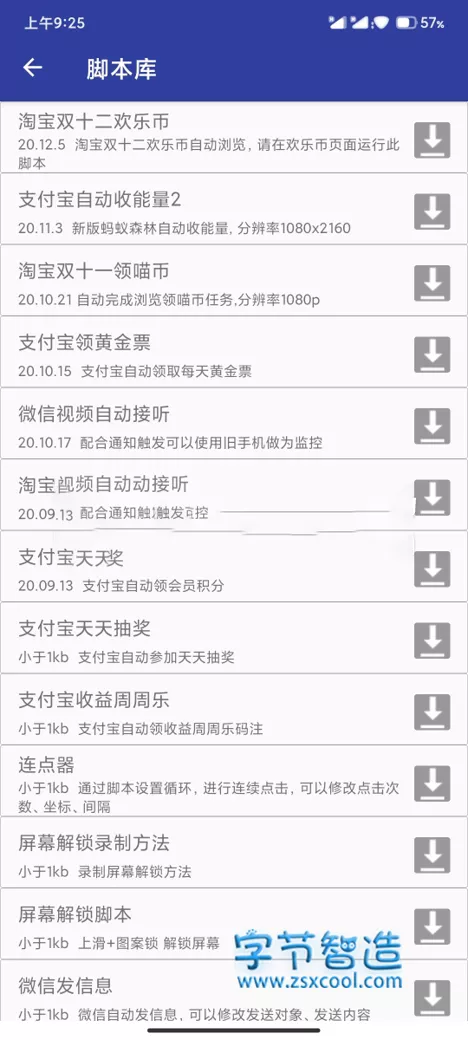 上午9:25
57%
脚本库
淘宝双十二欢乐币
20.12.5 淘宝双十二欢乐币自动浏览，请在欢乐币页面运行此
脚本
支付宝自动收能量2
20.11.3 新版蚂蚁森林自动收能量, 分辨率1080x2160
淘宝双十一领喵币
20.10.21 自动完成浏览领喵币任务,分辨率1080p
支付宝领黄金票
20.10.15 支付宝自动领取每天黄金票
微信视频自动接听
20.10.17 配合通知触发可以使用旧手机做为监控
淘宝视频自动动接听
20.09.13 配合通知触触发可控
支付宝天天奖
20.09.13 支付宝自动领会员积分
支付宝天天抽奖
小于1kb 支付宝自动参加天天抽奖
支付宝收益周周乐
小于1kb 支付宝自动领收益周周乐码注
连点器
小于1kb 通过脚本设置循环，进行连续点击，可以修改点击次
数、坐标、间隔
屏幕解锁录制方法
小于1kb 录制屏幕解锁方法
屏幕解锁脚本
小于1kb 上滑+图案锁 解锁屏幕
字节智造
www.zsxcool.com
微信发信息
小于1kb 微信自动发信息，可以修改发送对象、发送内容